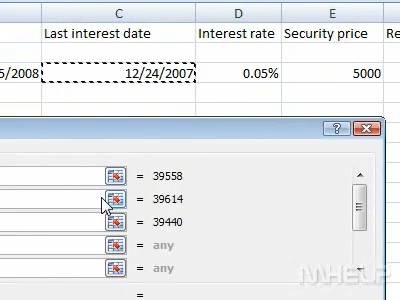 C D E
Last interest date Interest rate Security price Re
5/2008 12/24/2007 0.05% 5000
?
= 39558
= 39614
= 39440
= any
= any
=
MHELP